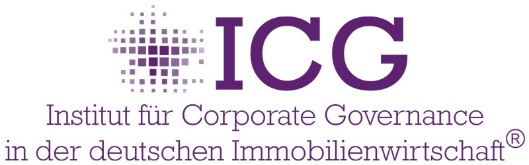 ICG
Institut für Corporate Governance
in der deutschen Immobilienwirtschaft®